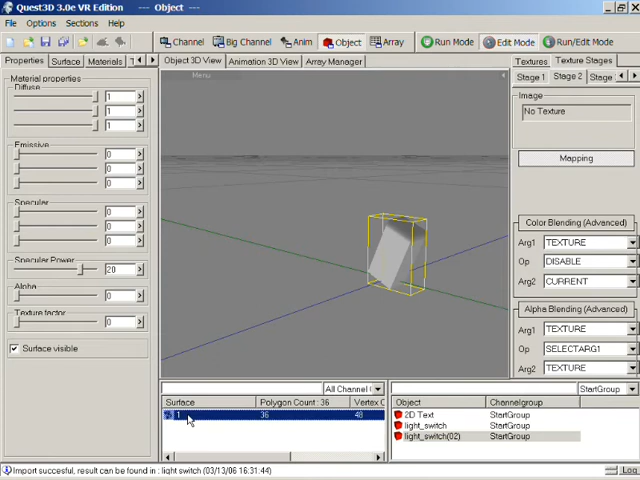 Quest3D 3.0e VR Edition --- Object ---
File Options Sections Help
Channel Big Channel Anim Object Array Run Mode Edit Mode Run/Edit Mode
Properties Surface Materials T
Object 3D View Animation 3D View Array Manager
Textures Texture Stages
Stage 1 Stage 2 Stage
Menu
Material properties
Diffuse
1
1
1
Emissive
0
0
0
Specular
0
0
0
Specular Power
20
Alpha
0
Texture factor
0
Surface visible
Image
No Texture
Mapping
Color Blending (Advanced)
Arg1 TEXTURE
Op DISABLE
Arg2 CURRENT
Alpha Blending (Advanced)
Arg1 TEXTURE
Op SELECTARG1
Arg2 TEXTURE
All Channel
StartGroup
Surface Polygon Count : 36 Vertex C
1 36 48
Object Channelgroup
2D Text StartGroup
light_switch StartGroup
light_switch(02) StartGroup
Import succesful, result can be found in : light switch (03/13/06 16:31:44)
Log